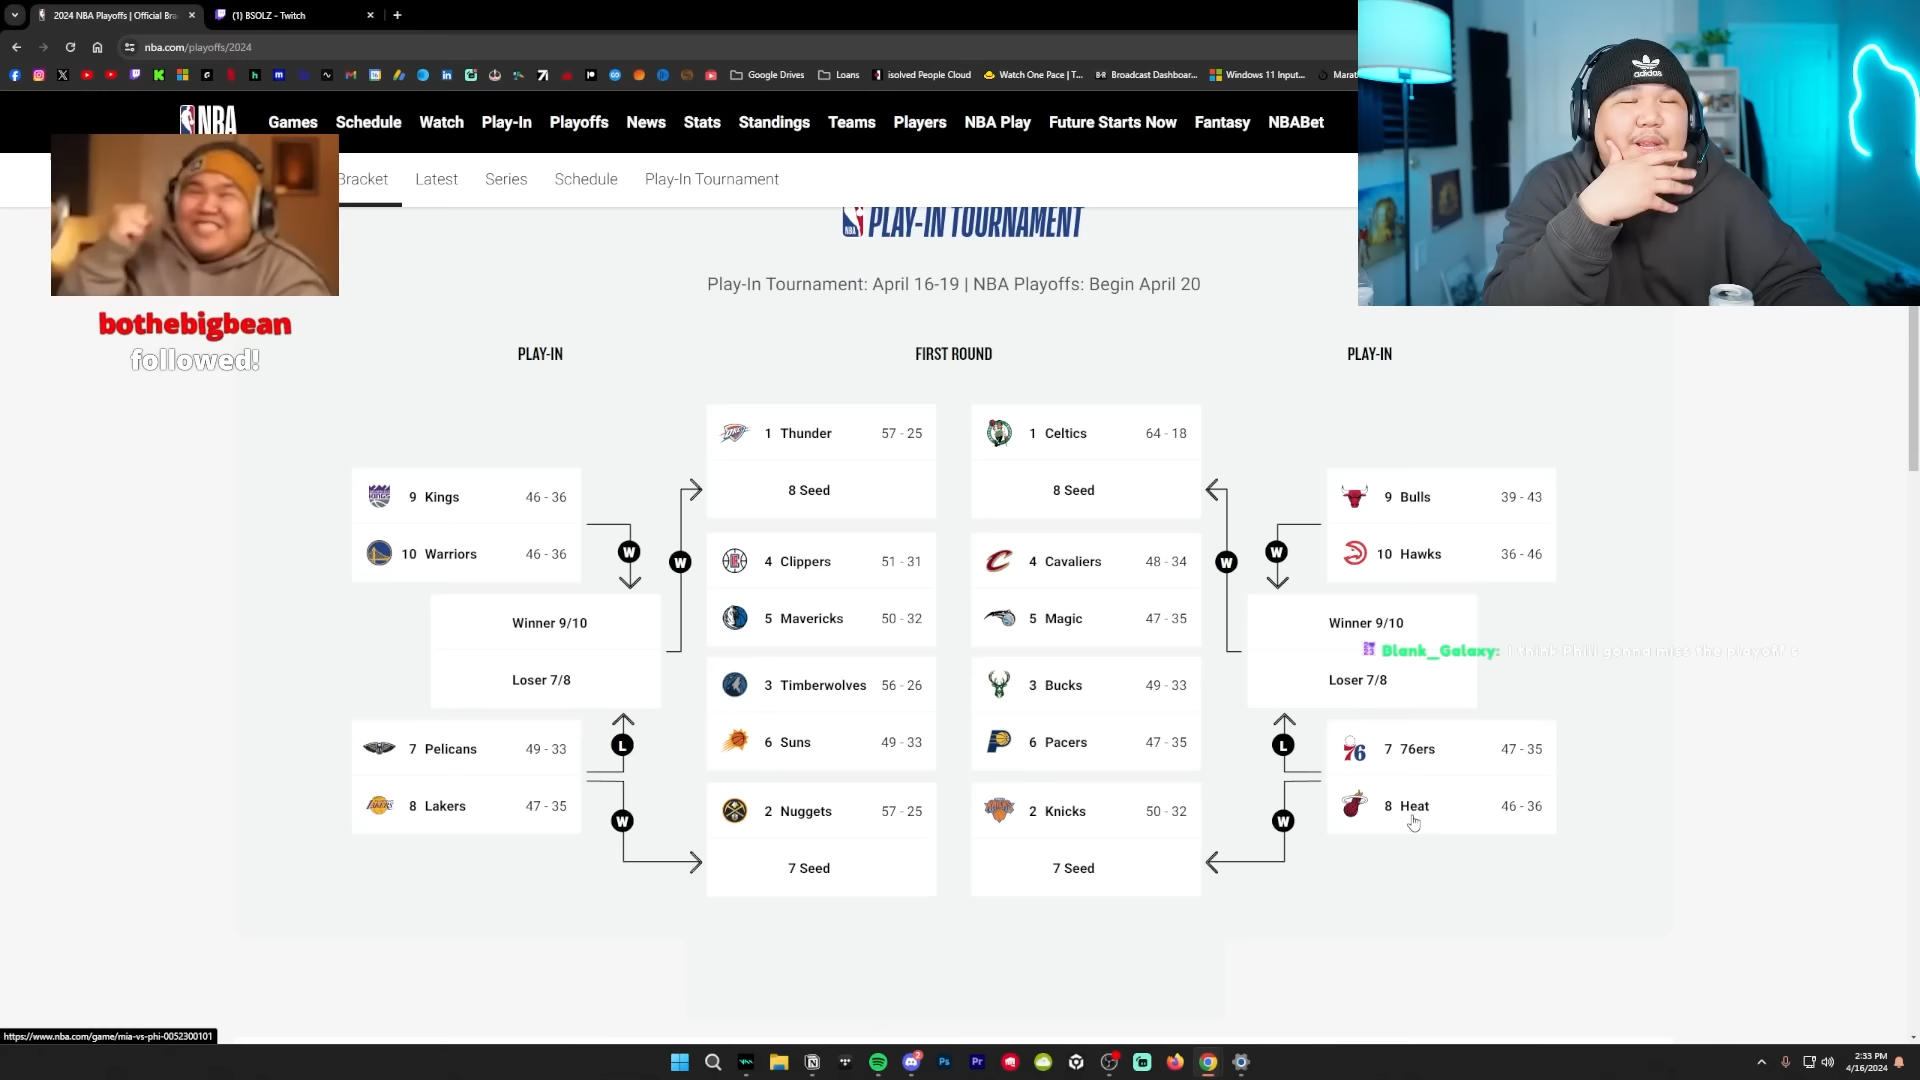 2024 NBA Playoffs | Official Bra
(1) BSOLZ - Twitch
nba.com/playoffs/2024
Google Drives
Loans
isolved People Cloud
Watch One Pace | T...
Broadcast Dashboar...
Windows 11 Input...
Marat
NBA
Games Schedule Watch Play-In Playoffs News Stats Standings Teams Players NBA Play Future Starts Now Fantasy NBABet
Bracket Latest Series Schedule Play-In Tournament
adidas
PLAY-IN TOURNAMENT
Play-In Tournament: April 16-19 | NBA Playoffs: Begin April 20
bothebigbean
followed!
PLAY-IN
FIRST ROUND
PLAY-IN
9 Kings 46 - 36
10 Warriors 46 - 36
W
Winner 9/10
Loser 7/8
W
L
7 Pelicans 49 - 33
8 Lakers 47 - 35
W
1 Thunder 57 - 25
8 Seed
4 Clippers 51 - 31
5 Mavericks 50 - 32
3 Timberwolves 56 - 26
6 Suns 49 - 33
2 Nuggets 57 - 25
7 Seed
1 Celtics 64 - 18
8 Seed
4 Cavaliers 48 - 34
5 Magic 47 - 35
3 Bucks 49 - 33
6 Pacers 47 - 35
2 Knicks 50 - 32
7 Seed
9 Bulls 39 - 43
10 Hawks 36 - 46
W
W
Winner 9/10
Blank_Galaxy: I think Phili gonna miss the playoff s
Loser 7/8
L
7 76ers 47 - 35
8 Heat 46 - 36
W
https://www.nba.com/game/mia-vs-phi-0052300101
2:33 PM
4/16/2024